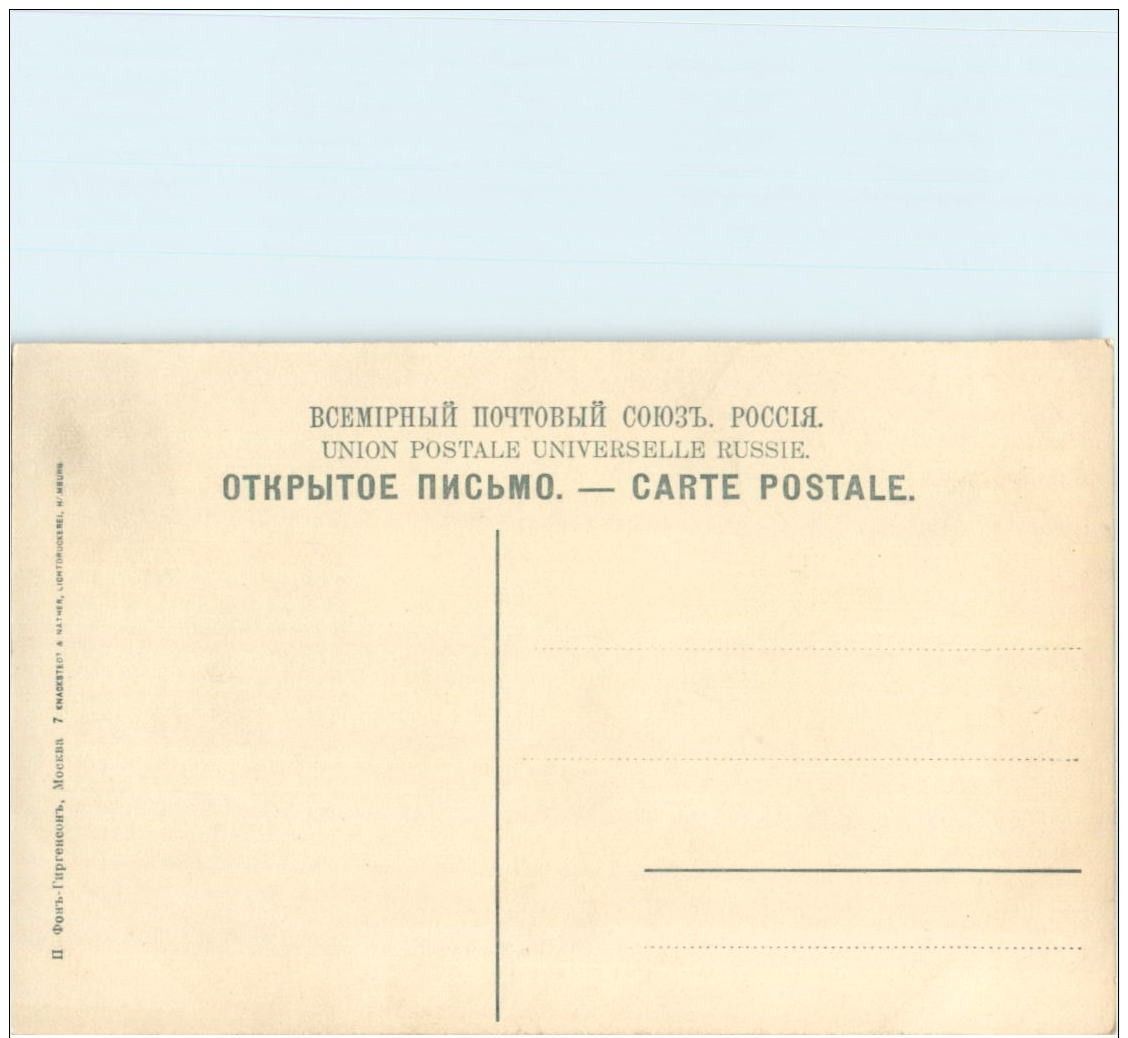 ВСЕМІРНЫЙ ПОЧТОВЫЙ СОЮЗЪ. РОССІЯ.
UNION POSTALE UNIVERSELLE RUSSIE.
ОТКРЫТОЕ ПИСЬМО. — CARTE POSTALE.
П Фонъ-Гиргенсонъ, Москва 7 KNACKSTEDT & NÄTHER, LICHTDRUCKEREI, HAMBURG